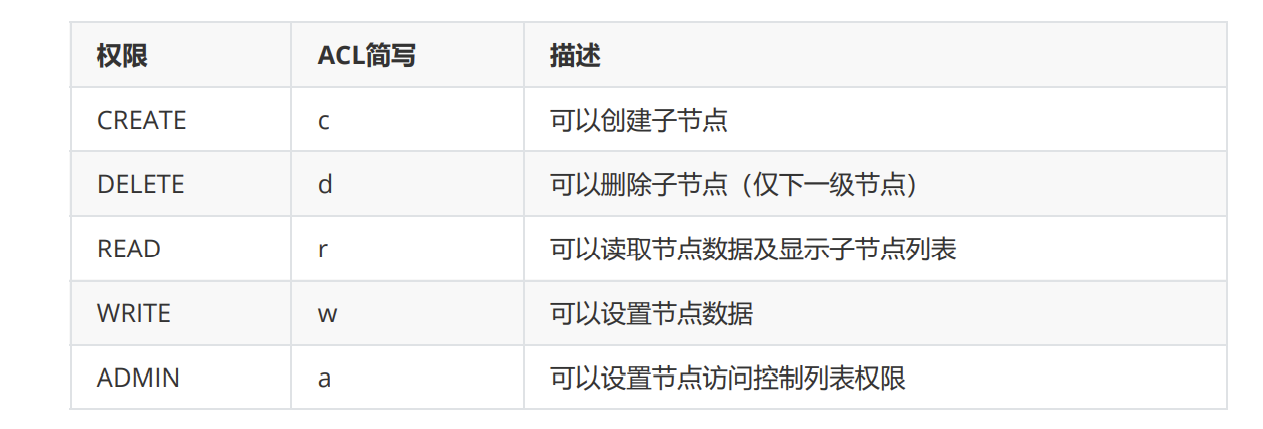 权限 ACL简写 描述
CREATE c 可以创建子节点
DELETE d 可以删除子节点（仅下一级节点）
READ r 可以读取节点数据及显示子节点列表
WRITE w 可以设置节点数据
ADMIN a 可以设置节点访问控制列表权限